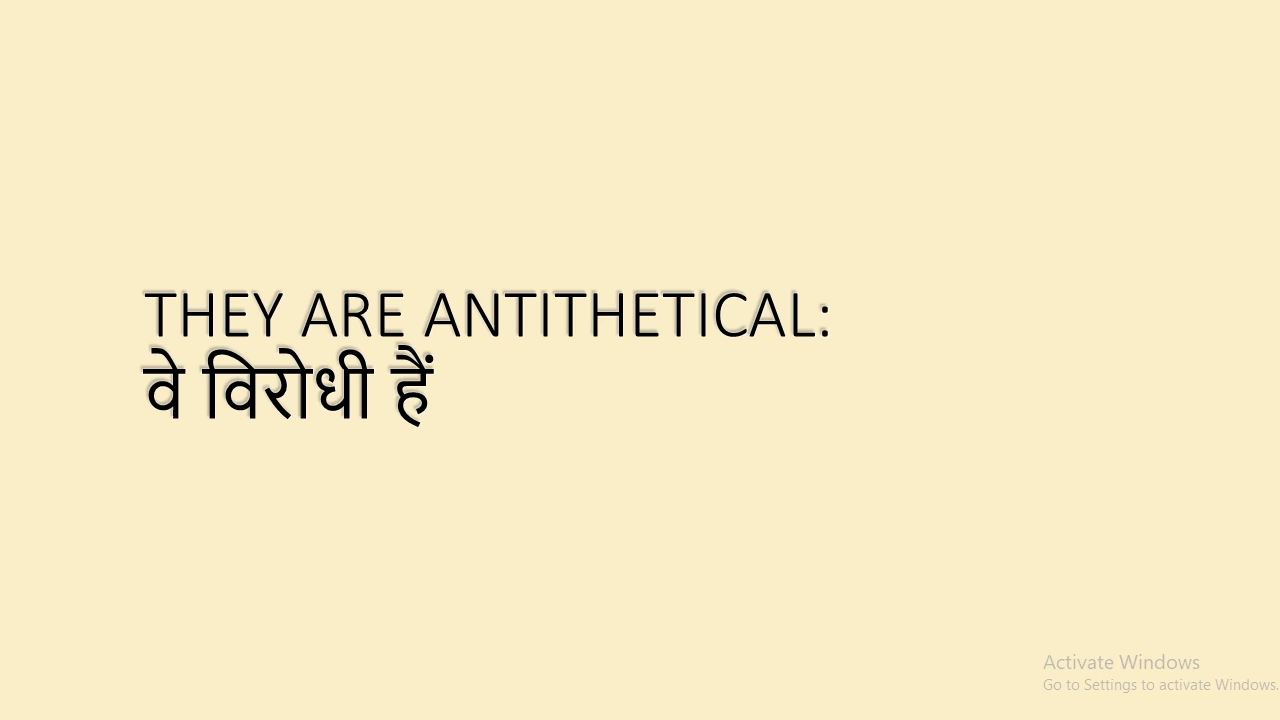 THEY ARE ANTITHETICAL:
वे विरोधी हैं
Activate Windows
Go to Settings to activate Windows.